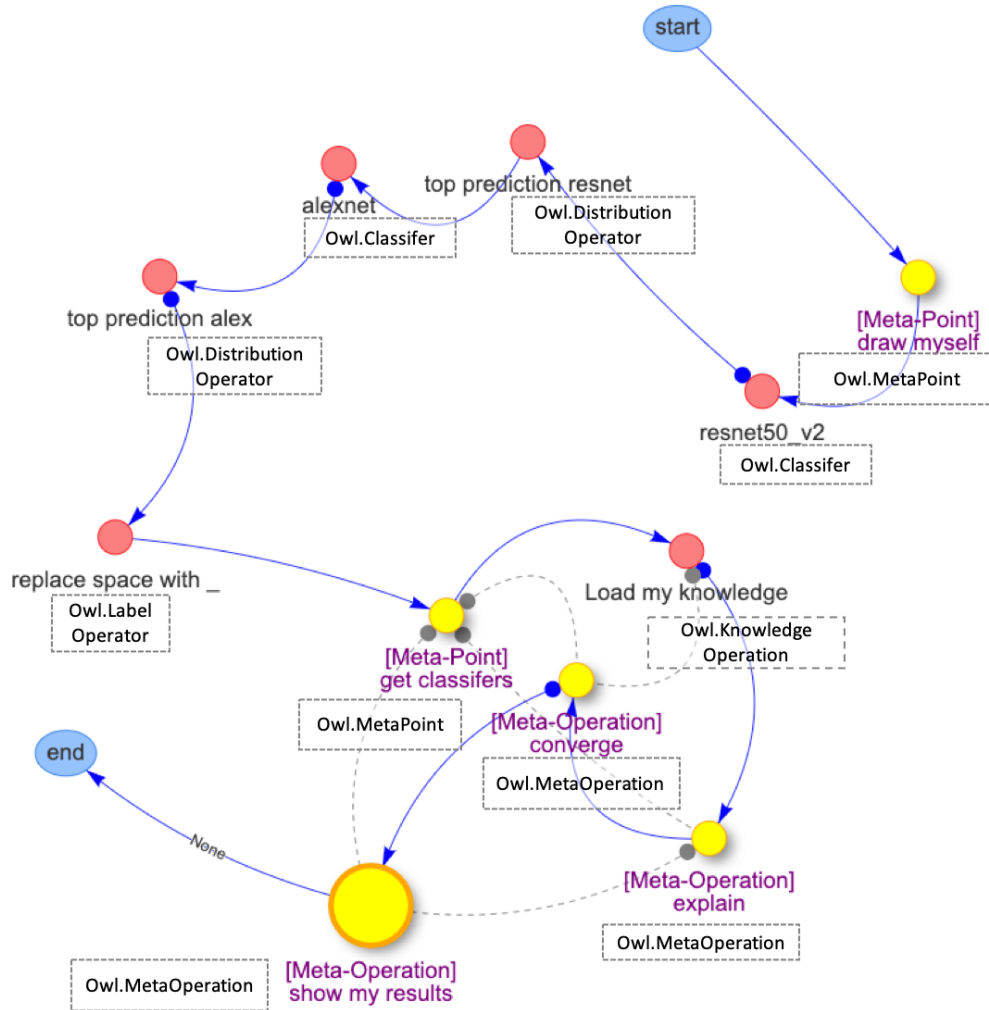 start
top prediction resnet
Owl.Distribution
Operator
alexnet
Owl.Classifer
top prediction alex
Owl.Distribution
Operator
[Meta-Point]
draw myself
Owl.MetaPoint
resnet50_v2
Owl.Classifer
replace space with _
Owl.Label
Operator
Load my knowledge
Owl.Knowledge
Operation
[Meta-Point]
get classifers
Owl.MetaPoint
[Meta-Operation]
converge
Owl.MetaOperation
end
None
[Meta-Operation]
explain
Owl.MetaOperation
[Meta-Operation]
show my results
Owl.MetaOperation